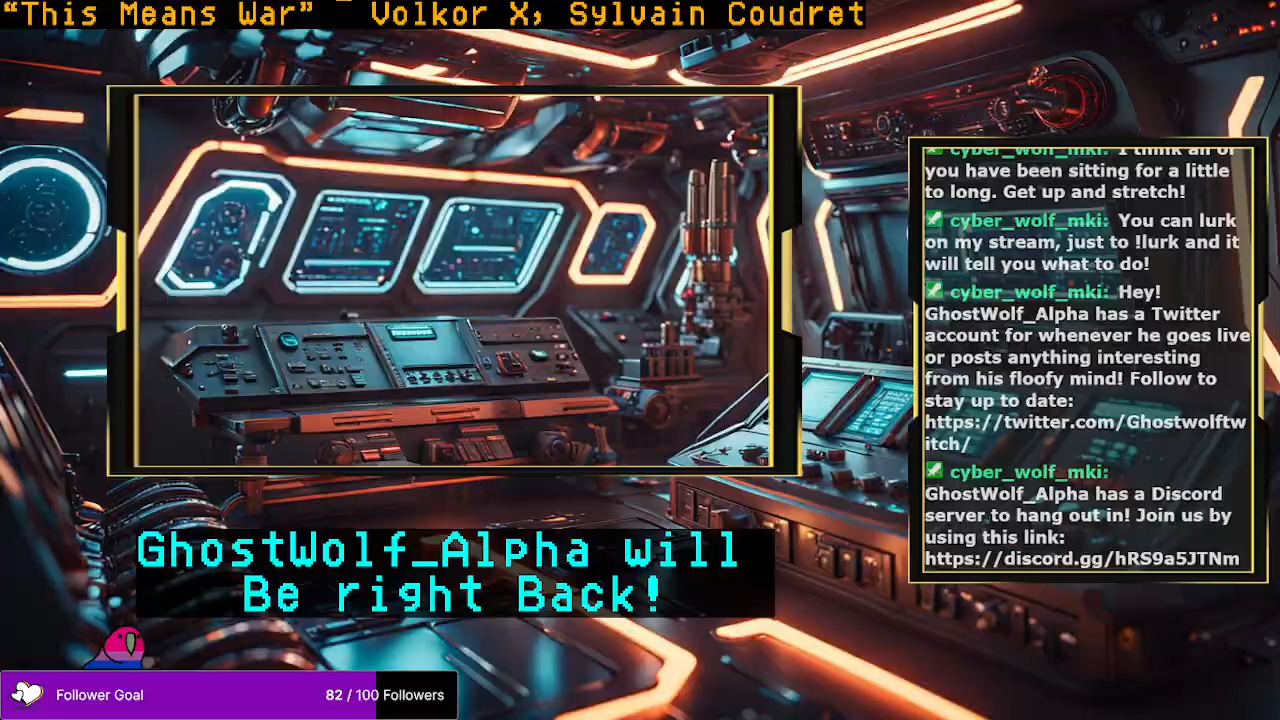 “This Means War” ~ Volkor X, Sylvain Coudret
cyber_wolf_mki: I think all of
you have been sitting for a little
to long. Get up and stretch!
cyber_wolf_mki: You can lurk
on my stream, just to !lurk and it
will tell you what to do!
cyber_wolf_mki: Hey!
GhostWolf_Alpha has a Twitter
account for whenever he goes live
or posts anything interesting
from his floofy mind! Follow to
stay up to date:
https://twitter.com/Ghostwolftw
itch/
cyber_wolf_mki:
GhostWolf_Alpha has a Discord
server to hang out in! Join us by
using this link:
https://discord.gg/hRS9a5JTNm
GhostWolf_Alpha will
Be right Back!
Follower Goal
82 / 100 Followers